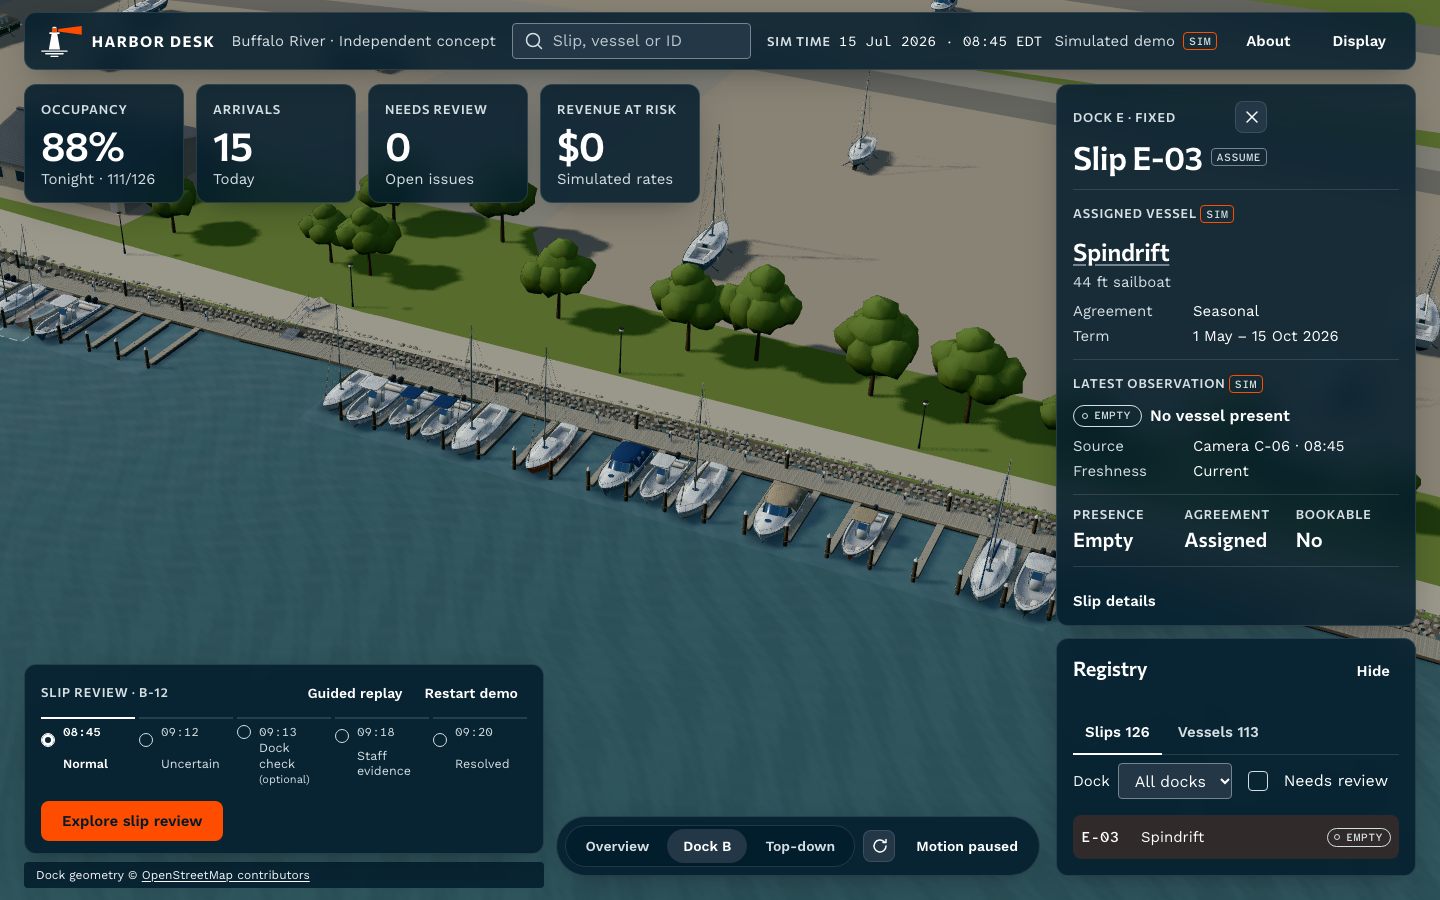 HARBOR DESK
Buffalo River · Independent concept
Slip, vessel or ID
SIM TIME 15 Jul 2026 · 08:45 EDT
Simulated demo SIM
About
Display
OCCUPANCY
88%
Tonight · 111/126
ARRIVALS
15
Today
NEEDS REVIEW
0
Open issues
REVENUE AT RISK
$0
Simulated rates
DOCK E · FIXED
Slip E-03 ASSUME
ASSIGNED VESSEL SIM
Spindrift
44 ft sailboat
Agreement Seasonal
Term 1 May – 15 Oct 2026
LATEST OBSERVATION SIM
EMPTY No vessel present
Source Camera C-06 · 08:45
Freshness Current
PRESENCE AGREEMENT BOOKABLE
Empty Assigned No
Slip details
Registry
Hide
Slips 126 Vessels 113
Dock All docks Needs review
E-03 Spindrift EMPTY
SLIP REVIEW · B-12
Guided replay
Restart demo
08:45
Normal
09:12
Uncertain
09:13
Dock
check
(optional)
09:18
Staff
evidence
09:20
Resolved
Explore slip review
Dock geometry © OpenStreetMap contributors
Overview
Dock B
Top-down
Motion paused